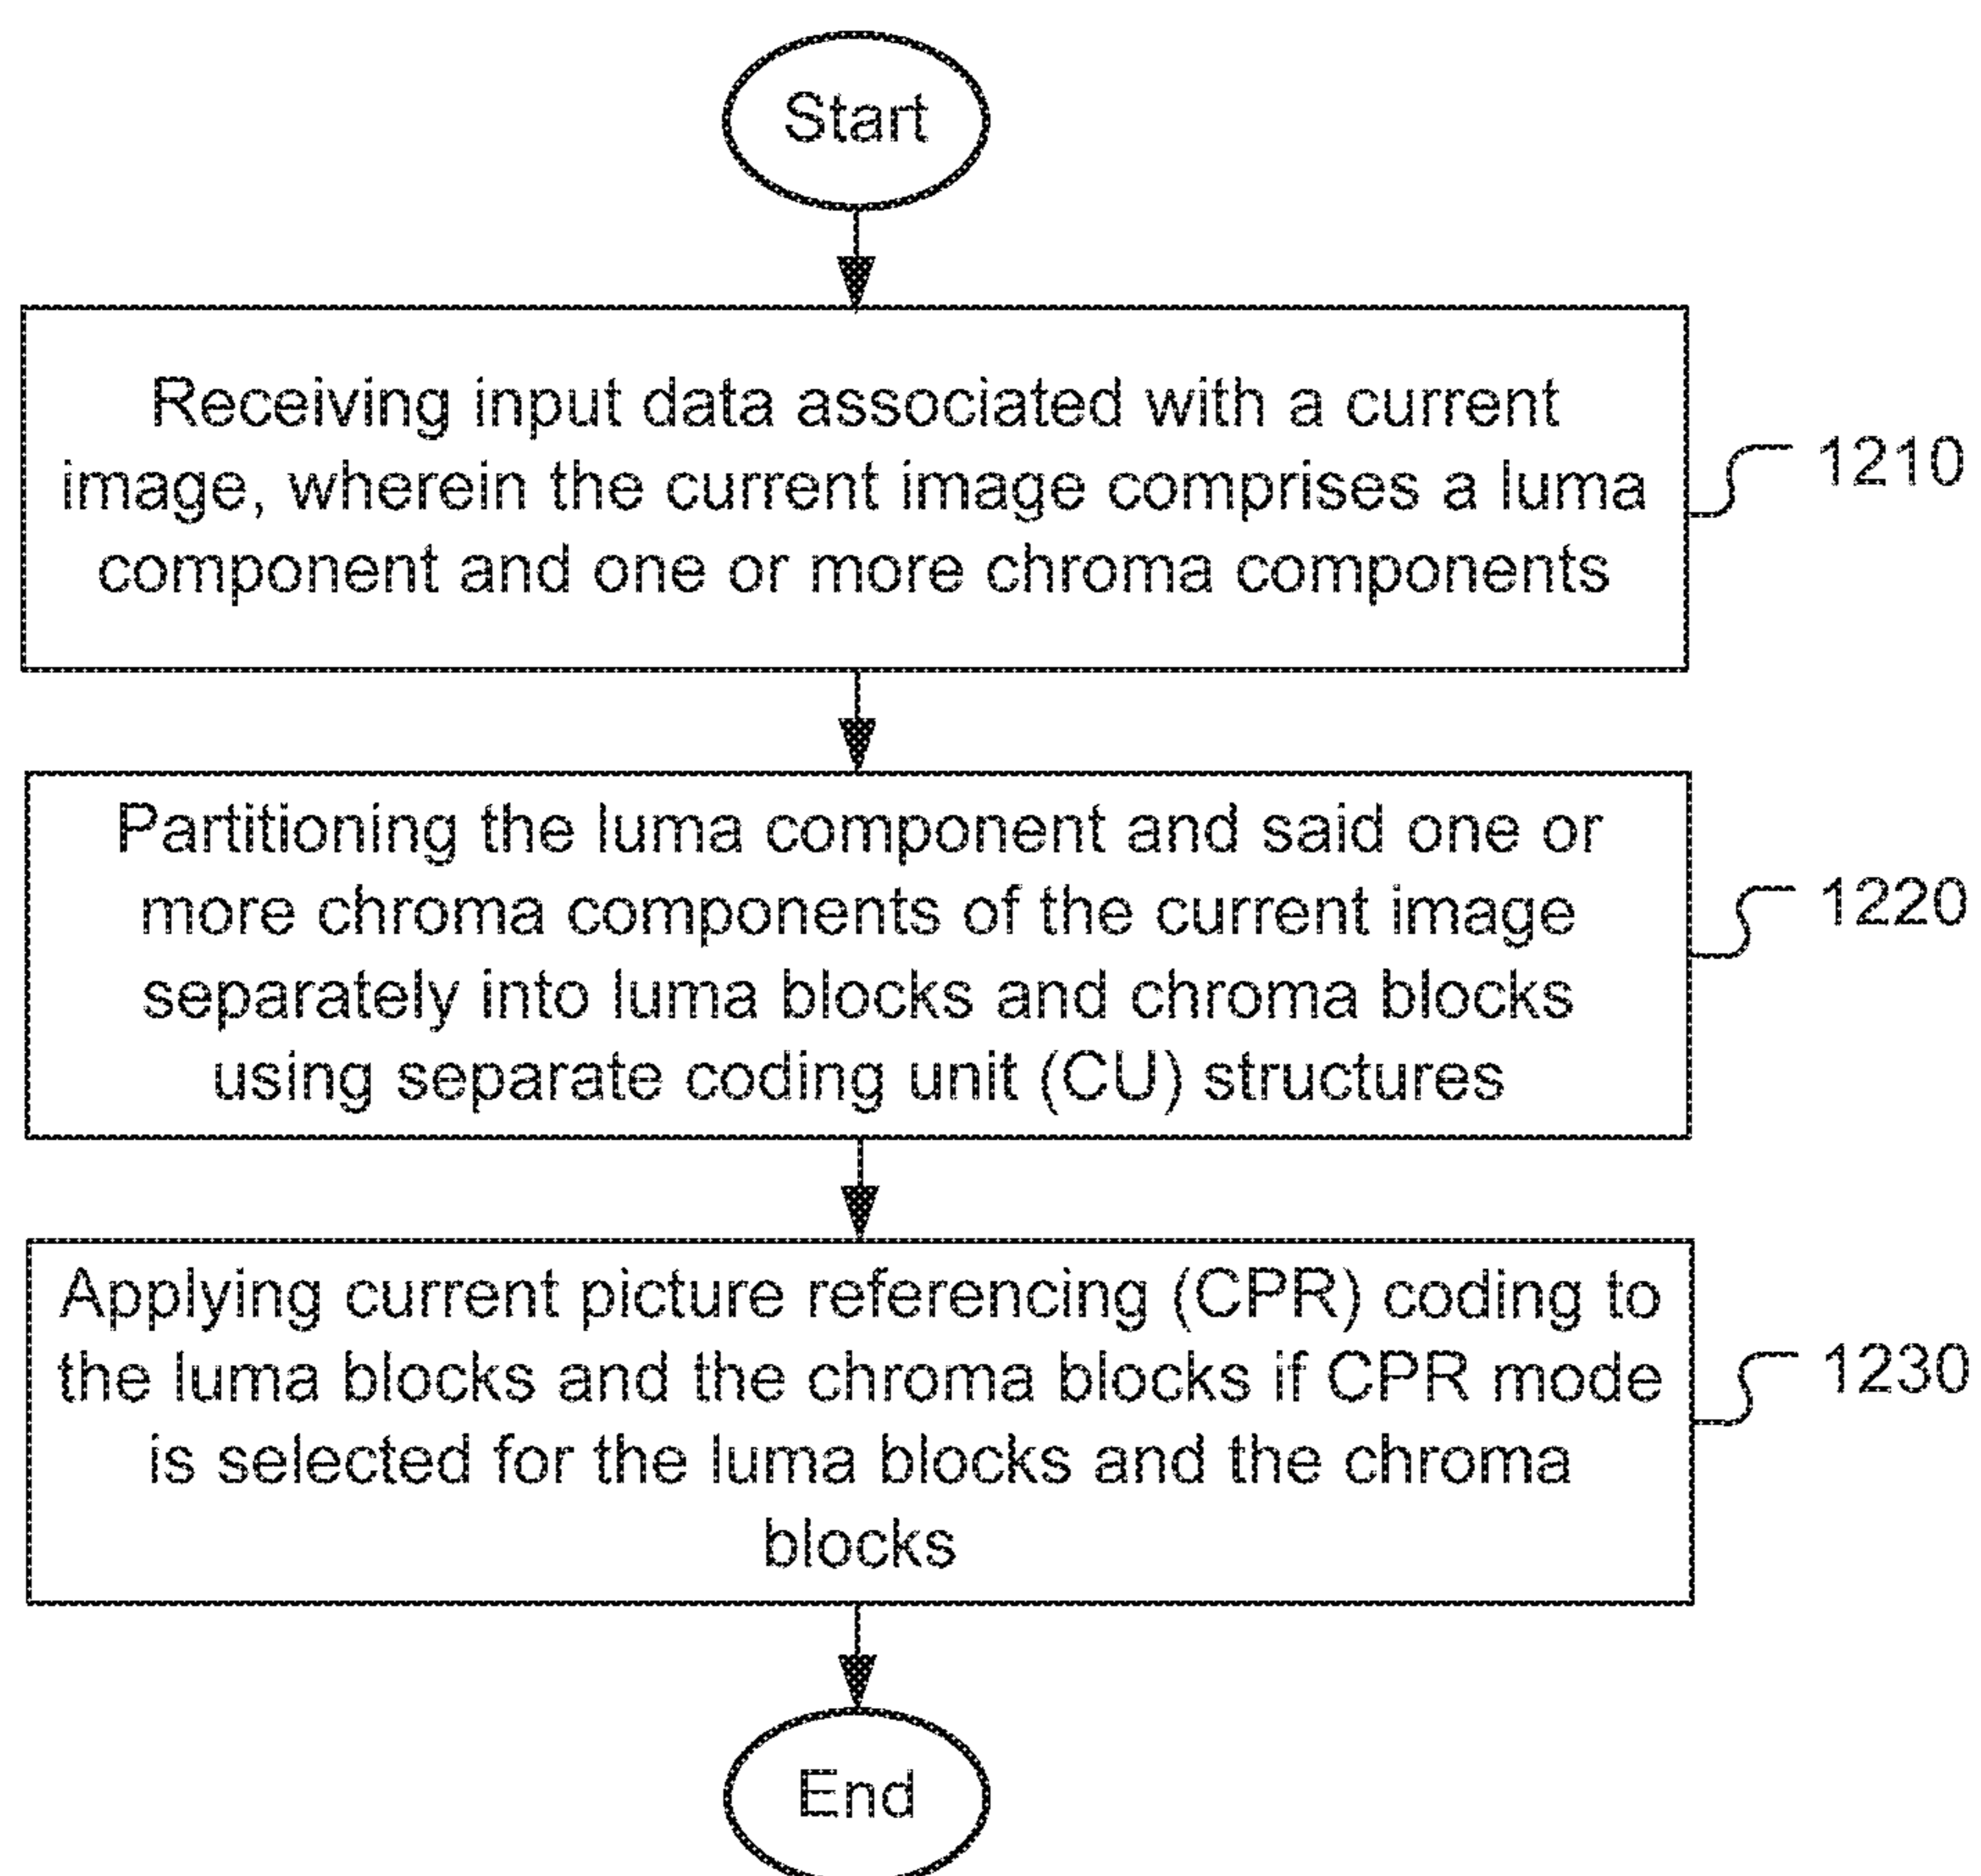 Start
Receiving input data associated with a current
image, wherein the current image comprises a luma
component and one or more chroma components
1210
Partitioning the luma component and said one or
more chroma components of the current image
separately into luma blocks and chroma blocks
using separate coding unit (CU) structures
1220
Applying current picture referencing (CPR) coding to
the luma blocks and the chroma blocks if CPR mode
is selected for the luma blocks and the chroma
blocks
1230
End